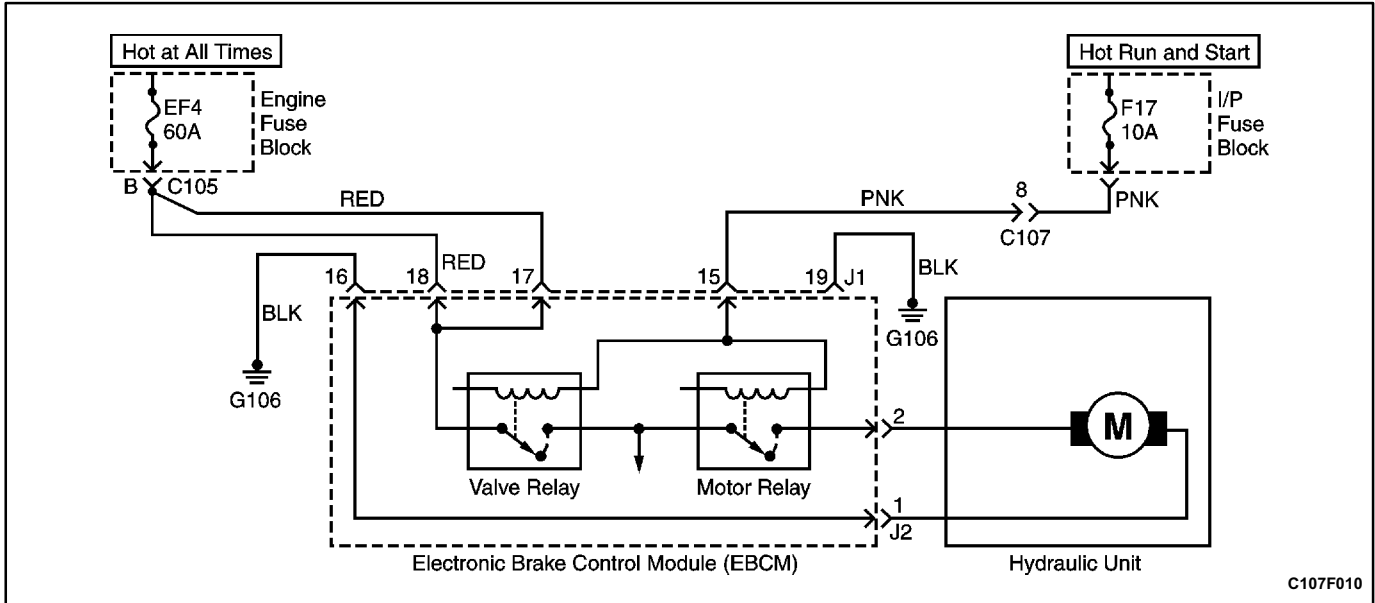 Hot at All Times
Hot Run and Start
EF4
60A
Engine
Fuse
Block
F17
10A
I/P
Fuse
Block
B
C105
RED
PNK
8
C107
PNK
RED
16
18
17
15
19
J1
BLK
BLK
G106
G106
2
M
Valve Relay
Motor Relay
1
J2
Electronic Brake Control Module (EBCM)
Hydraulic Unit
C107F010